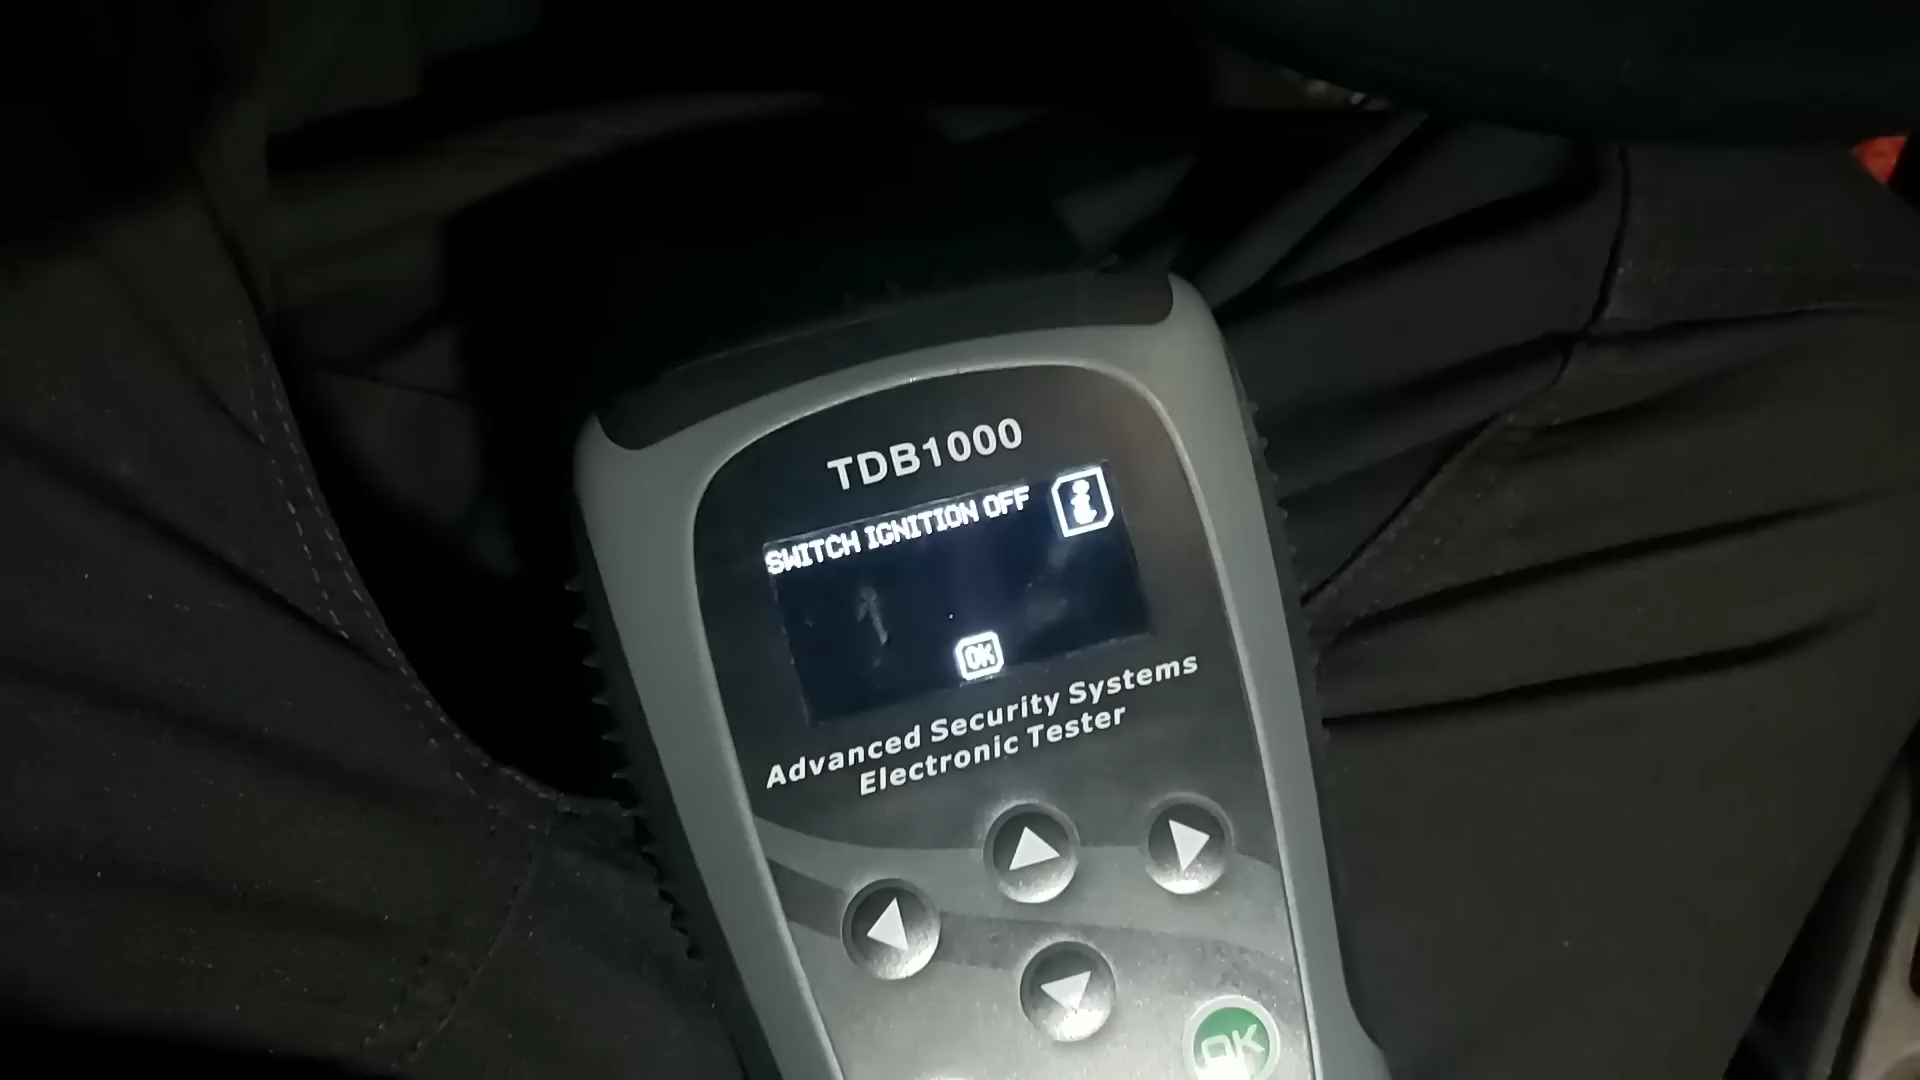 TDB1000
SWITCH IGNITION OFF
i
OK
Advanced Security Systems
Electronic Tester
OK